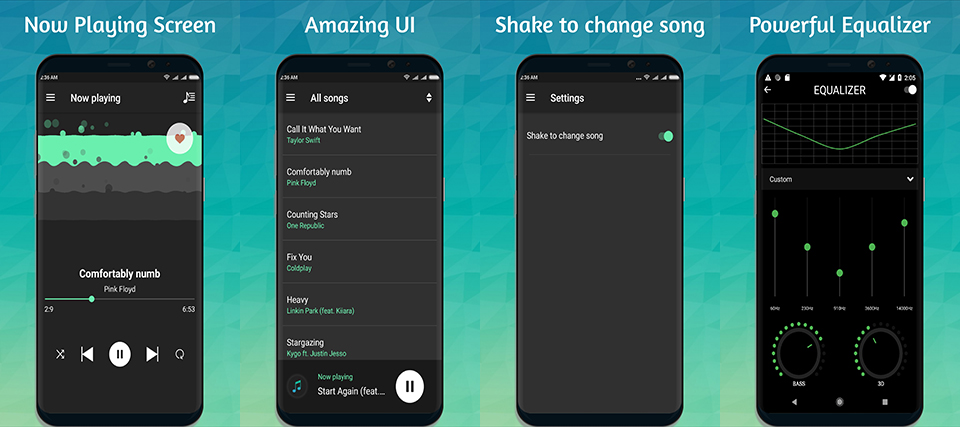 Now Playing Screen
2:36 AM
Now playing
Comfortably numb
Pink Floyd
2:9
6:53
Amazing UI
2:36 AM
All songs
Call It What You Want
Taylor Swift
Comfortably numb
Pink Floyd
Counting Stars
One Republic
Fix You
Coldplay
Heavy
Linkin Park (feat. Kiiara)
Stargazing
Kygo ft. Justin Jesso
Now playing
Start Again (feat....
Shake to change song
2:36 AM
Settings
Shake to change song
Powerful Equalizer
2:05
EQUALIZER
Custom
60Hz
230Hz
910Hz
3600Hz
14000Hz
BASS
3D